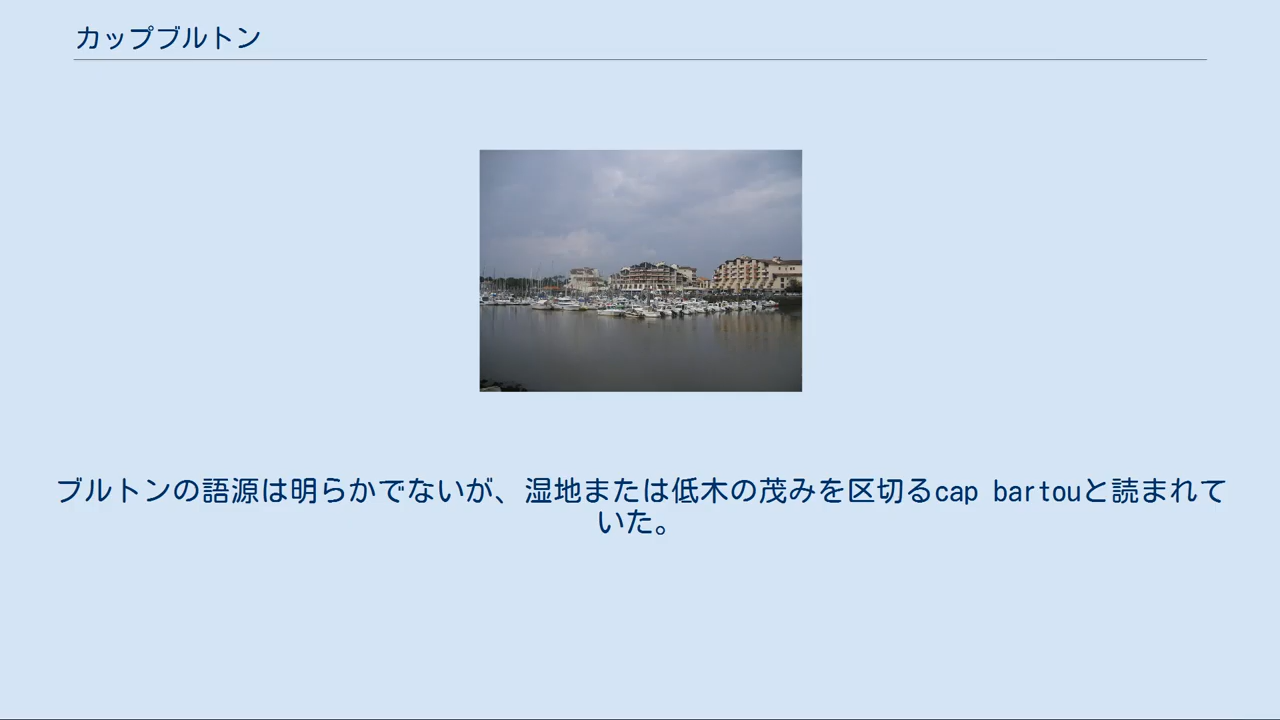 カップブルトン
ブルトンの語源は明らかでないが、湿地または低木の茂みを区切るcap bartouと読まれて
いた。